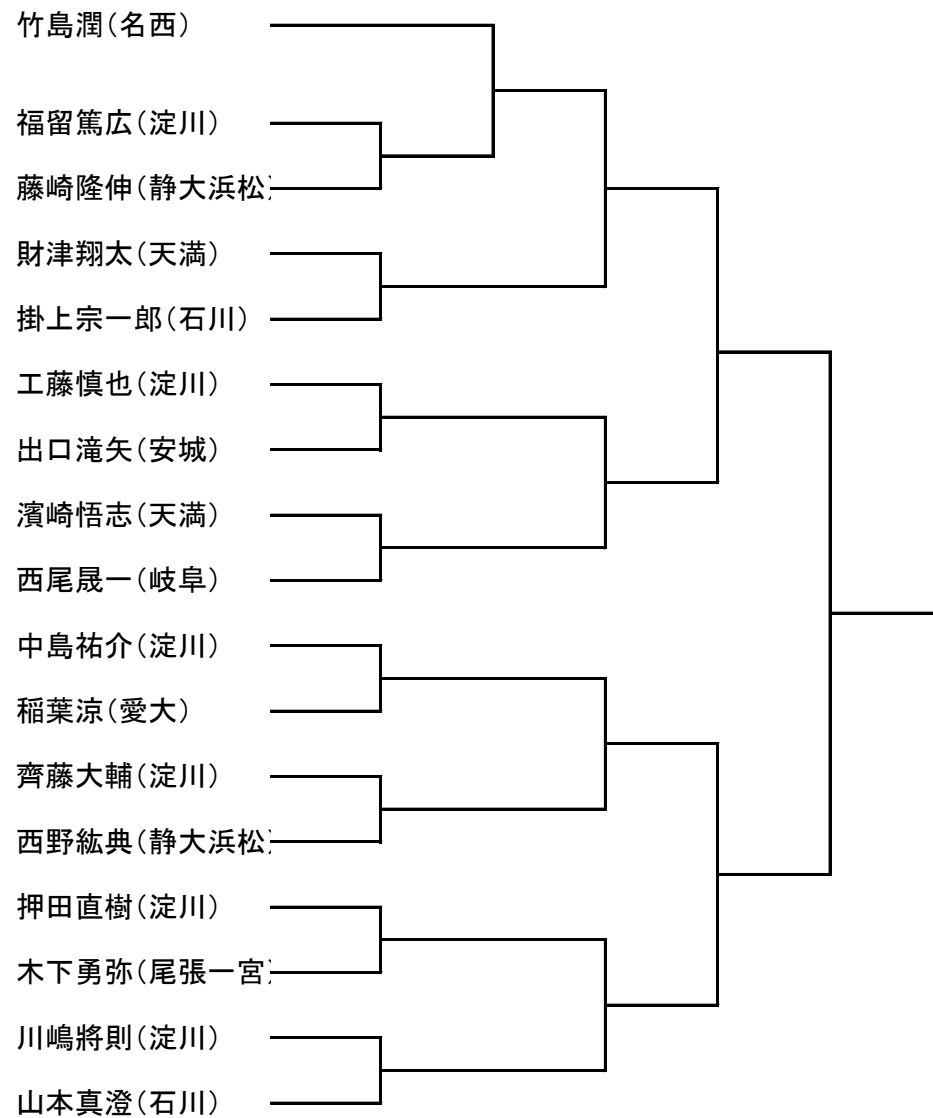 竹島潤（名西）
福留篤広（淀川）
藤崎隆伸（静大浜松）
財津翔太（天満）
掛上宗一郎（石川）
工藤慎也（淀川）
出口滝矢（安城）
濱崎悟志（天満）
西尾晟一（岐阜）
中島祐介（淀川）
稲葉涼（愛大）
齊藤大輔（淀川）
西野紘典（静大浜松）
押田直樹（淀川）
木下勇弥（尾張一宮）
川嶋將則（淀川）
山本真澄（石川）